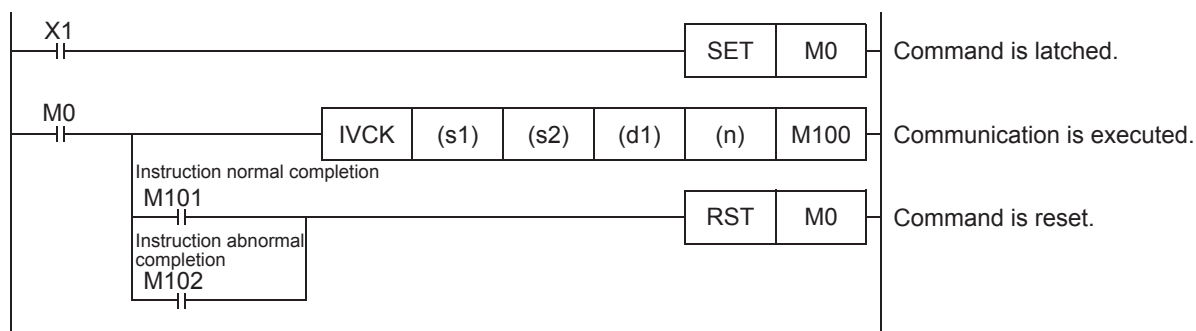 X1
SET M0 Command is latched.
M0
IVCK (s1) (s2) (d1) (n) M100 Communication is executed.
Instruction normal completion
M101
RST M0 Command is reset.
Instruction abnormal
completion
M102